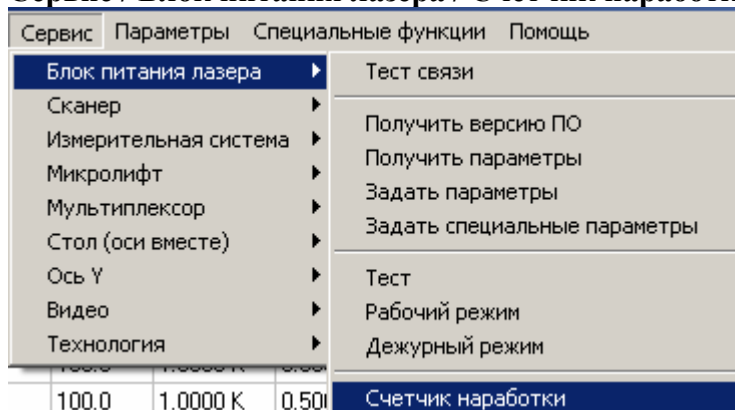 Сервис Параметры Специальные функции Помощь
Блок питания лазера
Сканер
Измерительная система
Микролифт
Мультиплексор
Стол (оси вместе)
Ось Y
Видео
Технология
Тест связи
Получить версию ПО
Получить параметры
Задать параметры
Задать специальные параметры
Тест
Рабочий режим
Дежурный режим
Счетчик наработки
100.0 1.0000 K